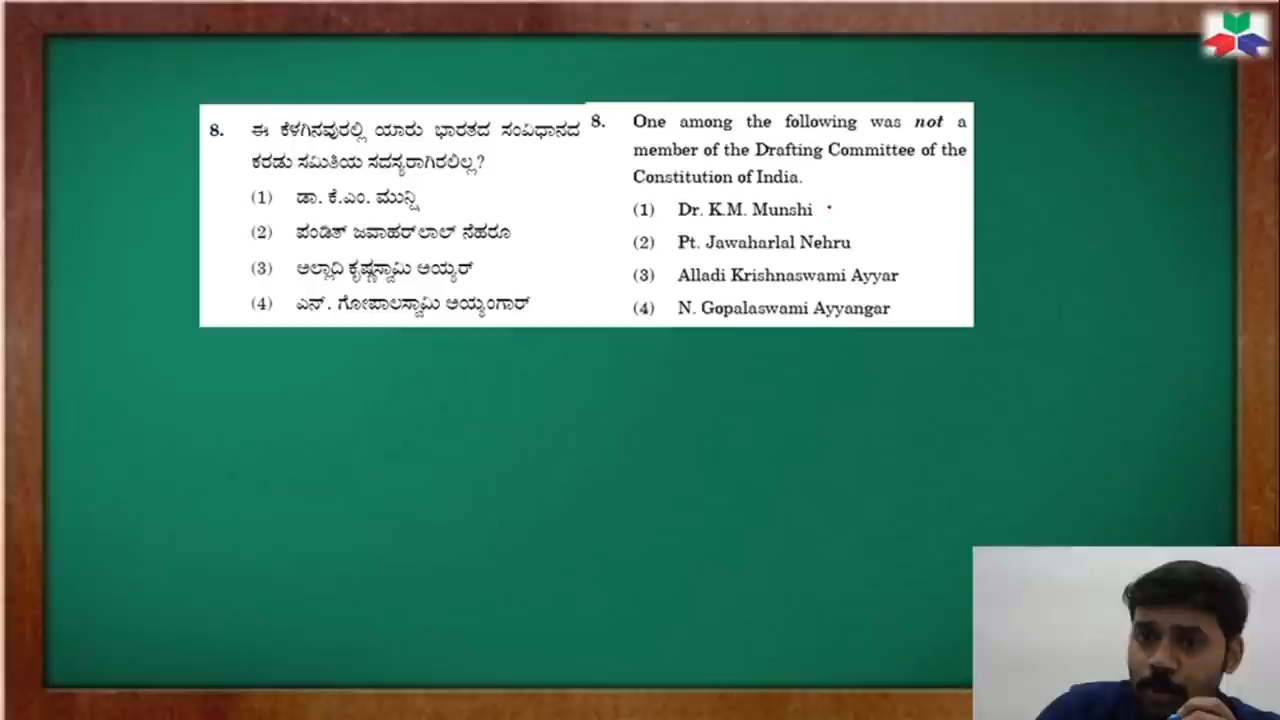 8. ಈ ಕೆಳಗಿನವುರಲ್ಲಿ ಯಾರು ಭಾರತದ ಸಂವಿಧಾನದ
ಕರಡು ಸಮಿತಿಯ ಸದಸ್ಯರಾಗಿರಲಿಲ್ಲ?
(1) ಡಾ. ಕೆ.ಎಂ. ಮುನ್ಷಿ
(2) ಪಂಡಿತ್ ಜವಾಹರ್‌ಲಾಲ್ ನೆಹರೂ
(3) ಅಲ್ಲಾದಿ ಕೃಷ್ಣಸ್ವಾಮಿ ಅಯ್ಯರ್
(4) ಎನ್. ಗೋಪಾಲಸ್ವಾಮಿ ಅಯ್ಯಂಗಾರ್
8. One among the following was not a
member of the Drafting Committee of the
Constitution of India.
(1) Dr. K.M. Munshi
(2) Pt. Jawaharlal Nehru
(3) Alladi Krishnaswami Ayyar
(4) N. Gopalaswami Ayyangar